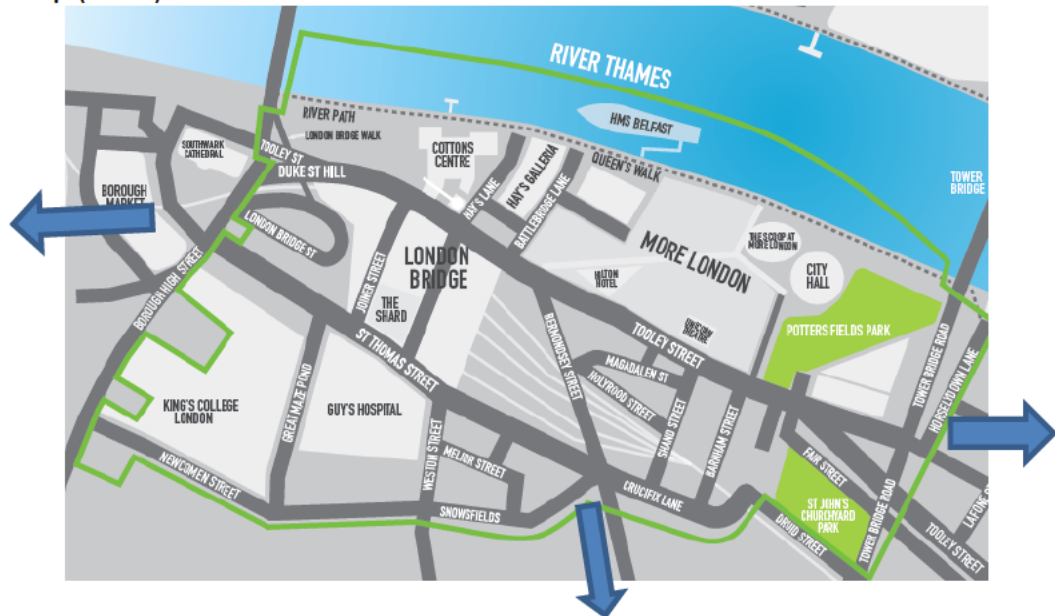 RIVER THAMES
RIVER PATH
LONDON BRIDGE WALK
HMS BELFAST
SOUTHWARK
CATHEDRAL
TOOLEY ST
DUKE ST HILL
COTTONS
CENTRE
HAY'S LANE
HAY'S GALLERIA
BATTLEBRIDGE LANE
QUEEN'S WALK
TOWER
BRIDGE
BOROUGH
MARKET
LONDON BRIDGE ST
BOROUGH HIGH STREET
JOINER STREET
LONDON
BRIDGE
THE
SHARD
MORE LONDON
THE SCOOP AT
MORE LONDON
CITY
HALL
HILTON
HOTEL
UNICORN
THEATRE
POTTERS FIELDS PARK
ST THOMAS STREET
BERMONDSEY STREET
TOOLEY STREET
TOWER BRIDGE ROAD
HORSELYDOWN LANE
MAGADALEN ST
HOLYROOD STREET
SHAND STREET
BARNHAM STREET
KING'S COLLEGE
LONDON
GREAT MAZE POND
GUY'S HOSPITAL
WESTON STREET
MELIOR STREET
NEWCOMEN STREET
SNOWSFIELDS
CRUCIFIX LANE
FAIR STREET
ST JOHN'S
CHURCHYARD
PARK
DRUID STREET
TOWER BRIDGE ROAD
TOOLEY STREET